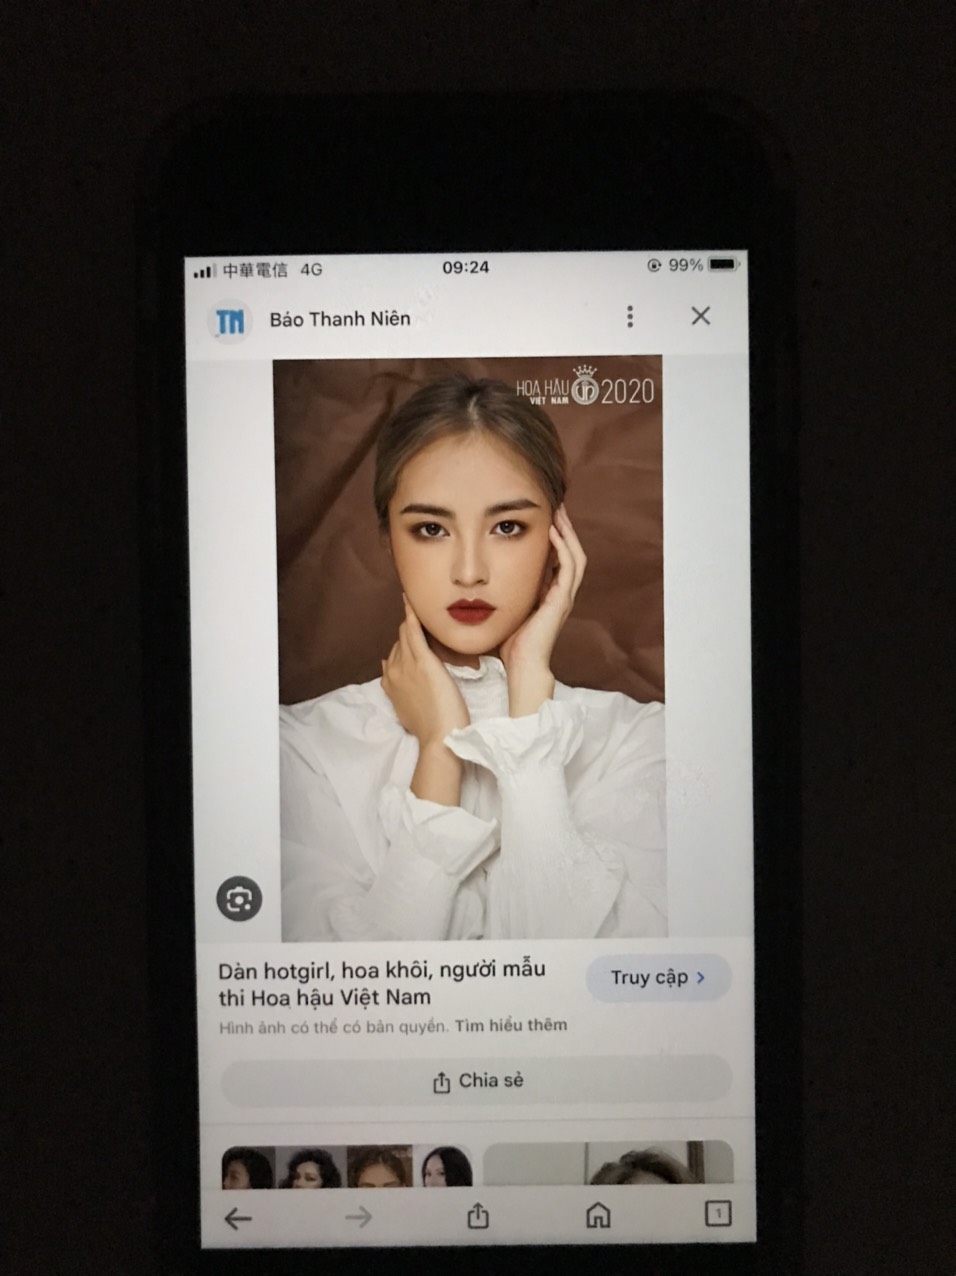 中華電信 4G 09:24 99%
TN Báo Thanh Niên
HOA HẬU VIỆT NAM 2020
Dàn hotgirl, hoa khôi, người mẫu
thi Hoa hậu Việt Nam
Truy cập
Hình ảnh có thể có bản quyền. Tìm hiểu thêm
Chia sẻ
1